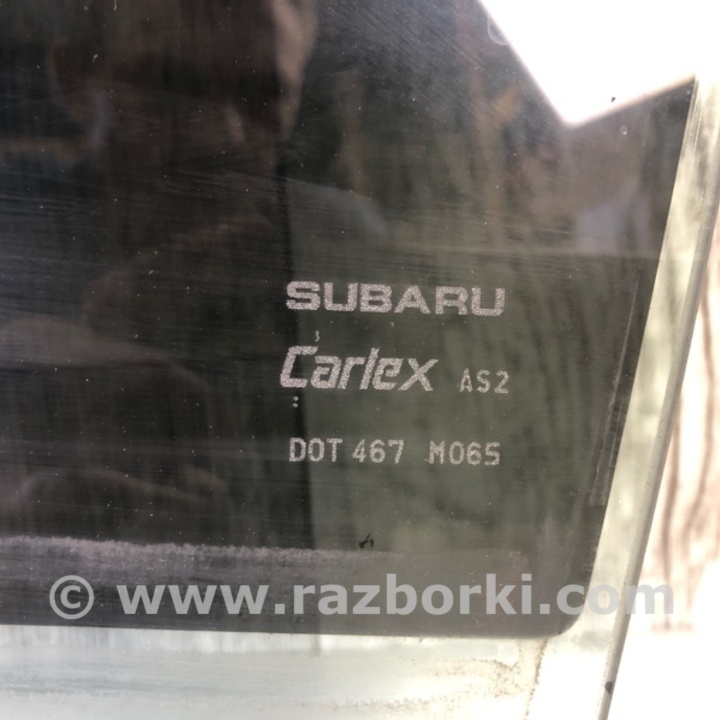 SUBARU
Carlex AS2
DOT 467 M065
© www.razborki.com